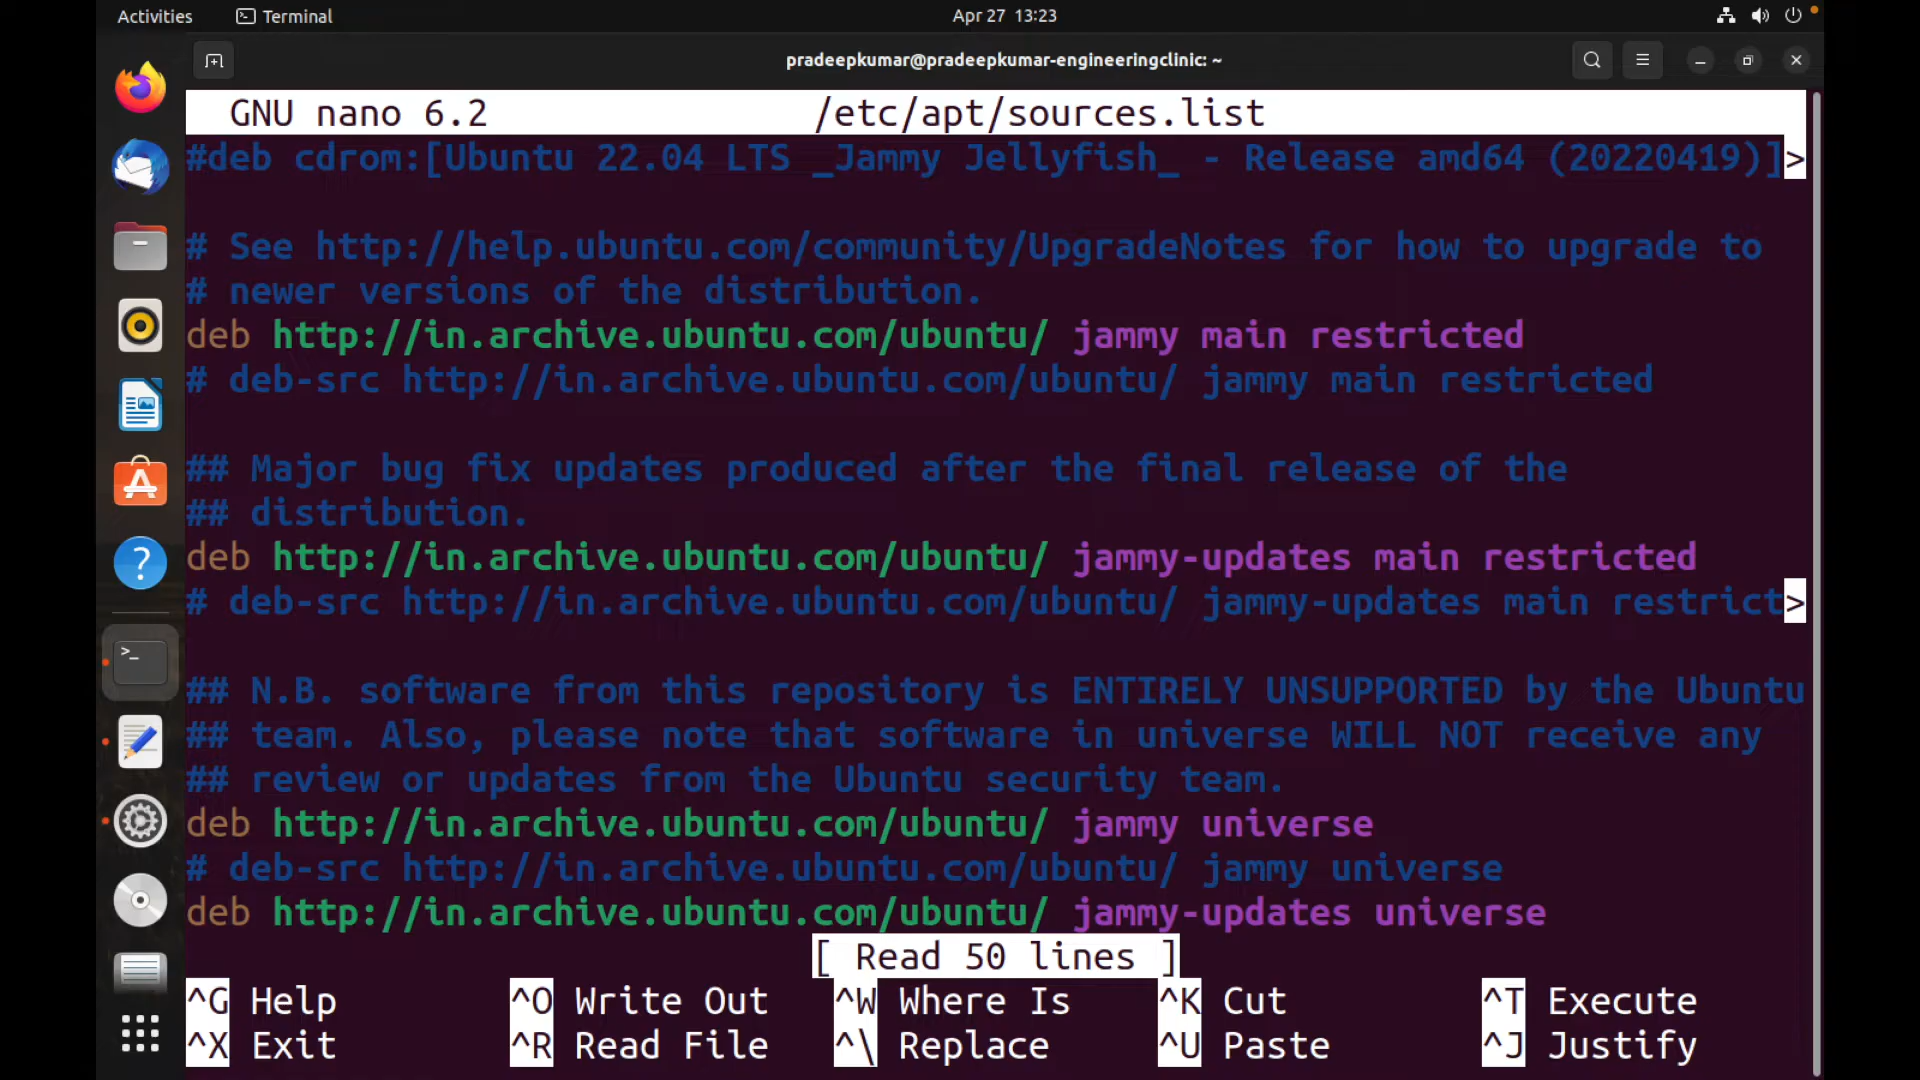 Activities Terminal Apr 27 13:23
pradeepkumar@pradeepkumar-engineeringclinic: ~
GNU nano 6.2 /etc/apt/sources.list
#deb cdrom:[Ubuntu 22.04 LTS _Jammy Jellyfish_ - Release amd64 (20220419)]>
# See http://help.ubuntu.com/community/UpgradeNotes for how to upgrade to
# newer versions of the distribution.
deb http://in.archive.ubuntu.com/ubuntu/ jammy main restricted
# deb-src http://in.archive.ubuntu.com/ubuntu/ jammy main restricted
## Major bug fix updates produced after the final release of the
## distribution.
deb http://in.archive.ubuntu.com/ubuntu/ jammy-updates main restricted
# deb-src http://in.archive.ubuntu.com/ubuntu/ jammy-updates main restrict>
## N.B. software from this repository is ENTIRELY UNSUPPORTED by the Ubuntu
## team. Also, please note that software in universe WILL NOT receive any
## review or updates from the Ubuntu security team.
deb http://in.archive.ubuntu.com/ubuntu/ jammy universe
# deb-src http://in.archive.ubuntu.com/ubuntu/ jammy universe
deb http://in.archive.ubuntu.com/ubuntu/ jammy-updates universe
[ Read 50 lines ]
^G Help ^O Write Out ^W Where Is ^K Cut ^T Execute
^X Exit ^R Read File ^\ Replace ^U Paste ^J Justify